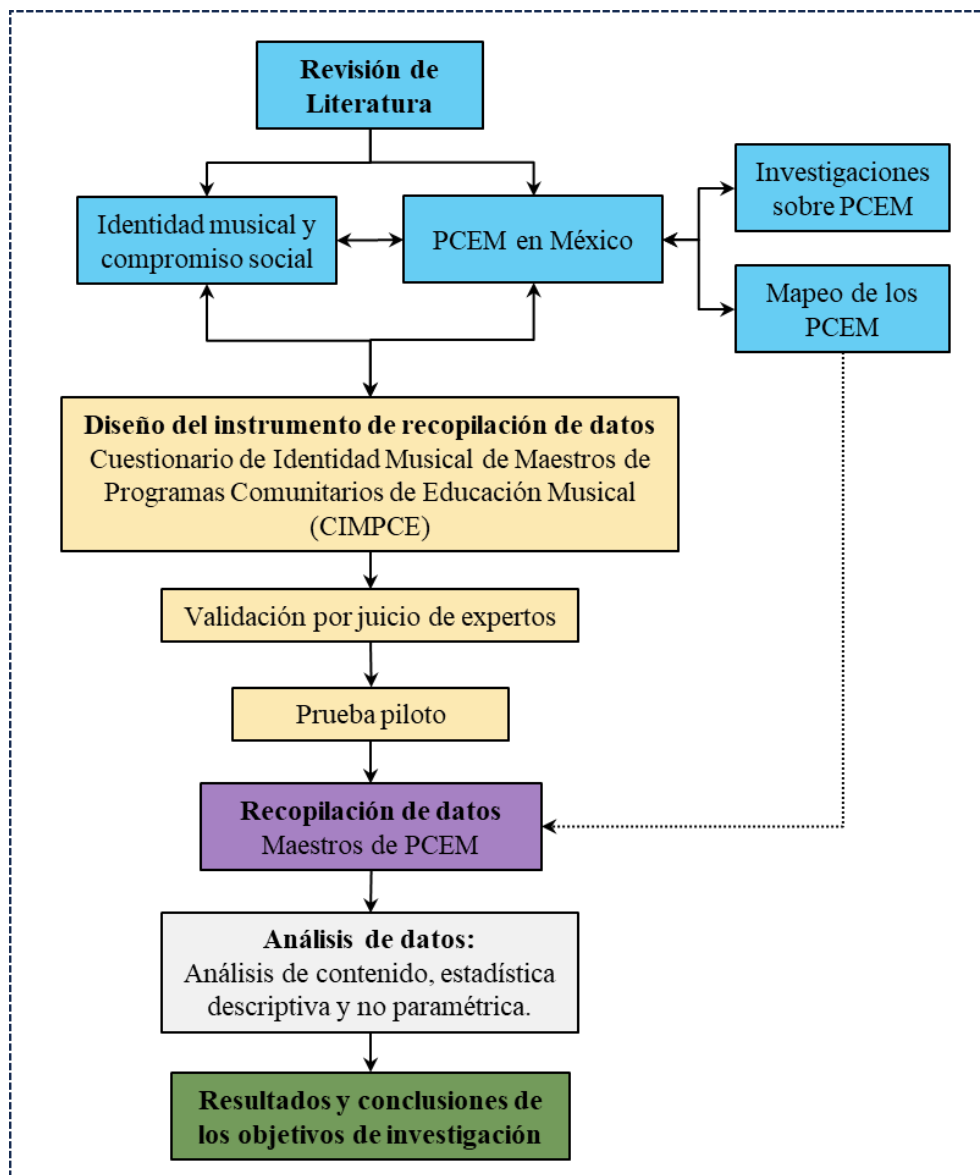 Revisión de
Literatura
Identidad musical y
compromiso social
PCEM en México
Investigaciones
sobre PCEM
Mapeo de los
PCEM
Diseño del instrumento de recopilación de datos
Cuestionario de Identidad Musical de Maestros de
Programas Comunitarios de Educación Musical
(CIMPCE)
Validación por juicio de expertos
Prueba piloto
Recopilación de datos
Maestros de PCEM
Análisis de datos:
Análisis de contenido, estadística
descriptiva y no paramétrica.
Resultados y conclusiones de
los objetivos de investigación